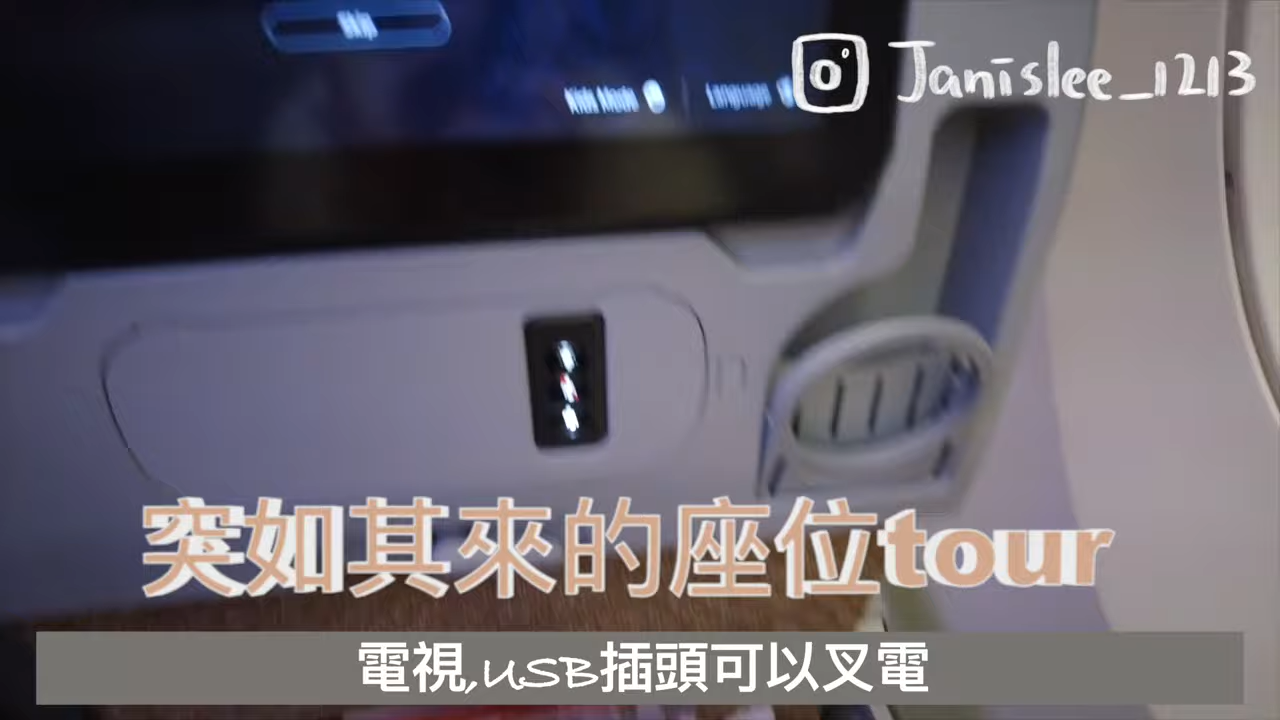 Skip
Kids Mode
Language
Janislee_1213
突如其來的座位tour
電視,USB插頭可以叉電